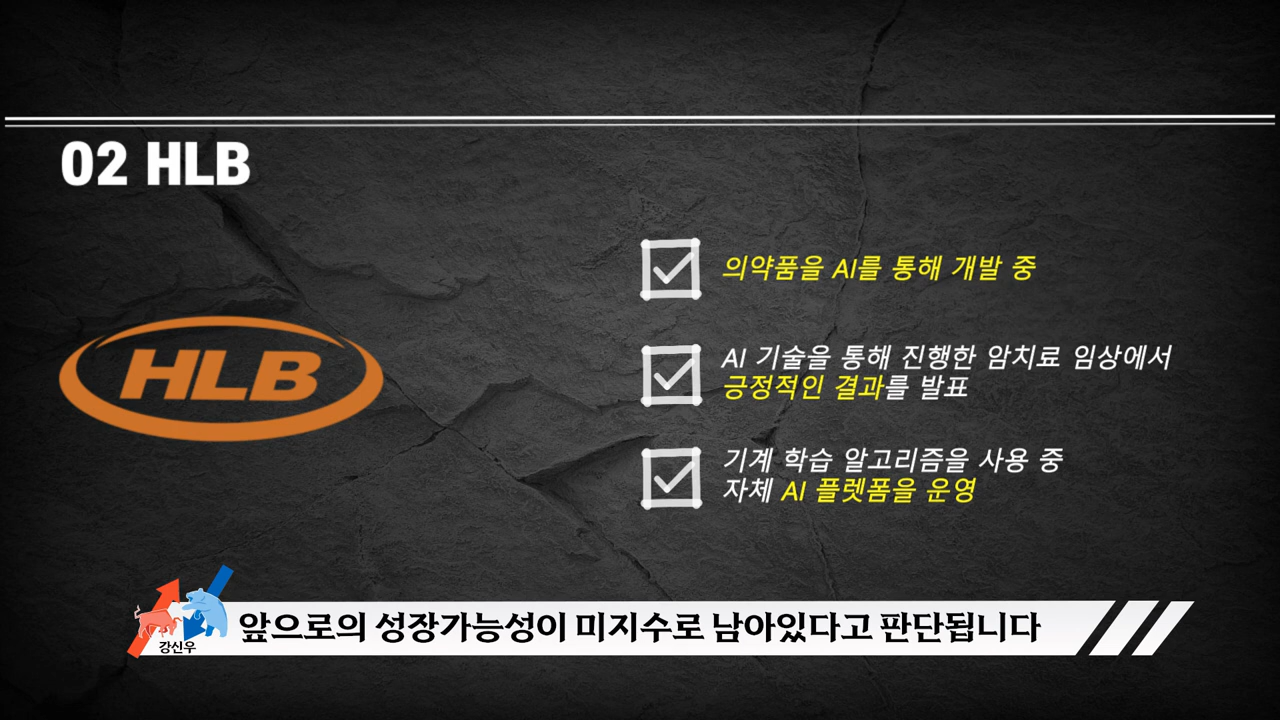 02 HLB
HLB
의약품을 AI를 통해 개발 중
AI 기술을 통해 진행한 암치료 임상에서
긍정적인 결과를 발표
기계 학습 알고리즘을 사용 중
자체 AI 플렛폼을 운영
강신우
앞으로의 성장가능성이 미지수로 남아있다고 판단됩니다